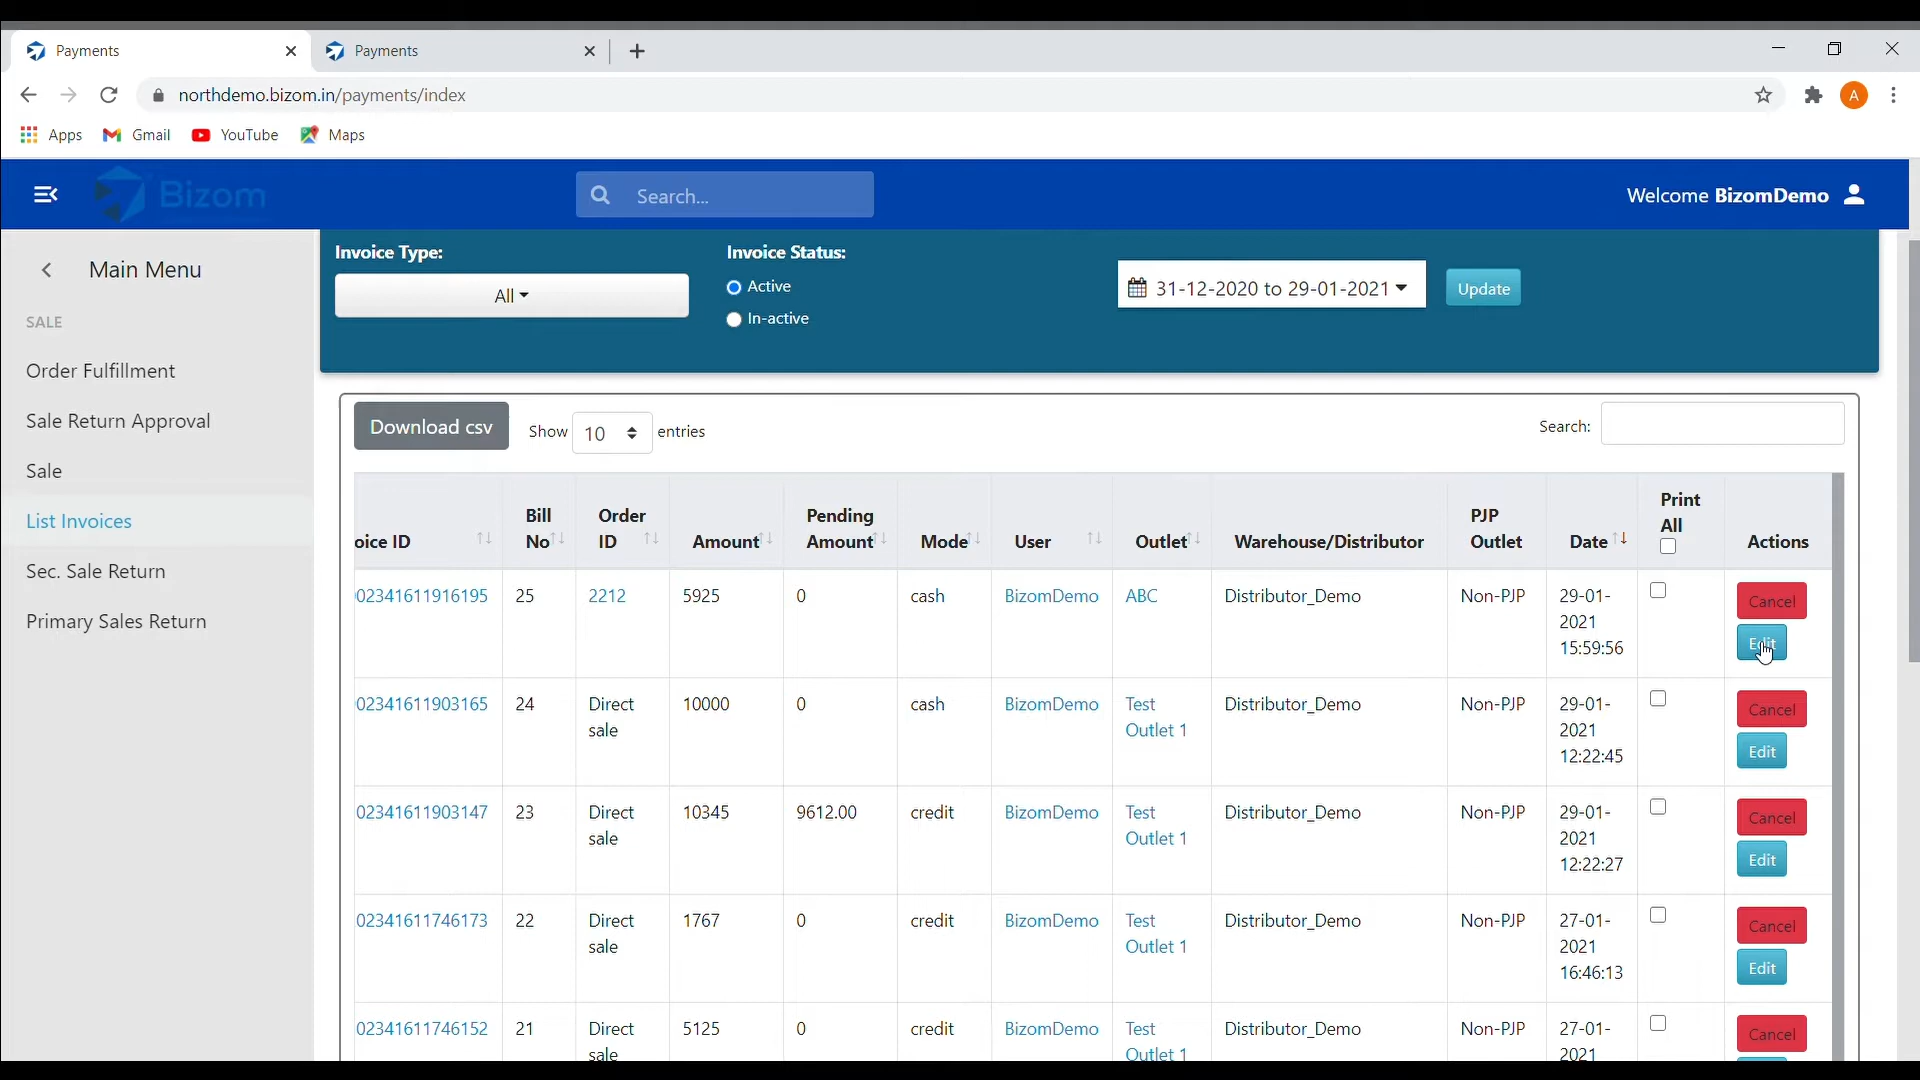 Payments
Payments
northdemo.bizom.in/payments/index
A
Apps Gmail YouTube Maps
Bizom
Search...
Welcome BizomDemo
Main Menu
SALE
Order Fulfillment
Sale Return Approval
Sale
List Invoices
Sec. Sale Return
Primary Sales Return
Invoice Type:
All
Invoice Status:
Active
In-active
31-12-2020 to 29-01-2021
Update
Download csv
Show 10 entries
Search:
oice ID
Bill
No
Order
ID
Amount
Pending
Amount
Mode
User
Outlet
Warehouse/Distributor
PJP
Outlet
Date
Print
All
Actions
02341611916195 25 2212 5925 0 cash BizomDemo ABC Distributor_Demo Non-PJP 29-01-
2021
15:59:56
Cancel
Edit
02341611903165 24 Direct 10000 0 cash BizomDemo Test Distributor_Demo Non-PJP 29-01-
sale Outlet 1 2021
12:22:45
Cancel
Edit
02341611903147 23 Direct 10345 9612.00 credit BizomDemo Test Distributor_Demo Non-PJP 29-01-
sale Outlet 1 2021
12:22:27
Cancel
Edit
02341611746173 22 Direct 1767 0 credit BizomDemo Test Distributor_Demo Non-PJP 27-01-
sale Outlet 1 2021
16:46:13
Cancel
Edit
02341611746152 21 Direct 5125 0 credit BizomDemo Test Distributor_Demo Non-PJP 27-01-
sale Outlet 1 2021
Cancel